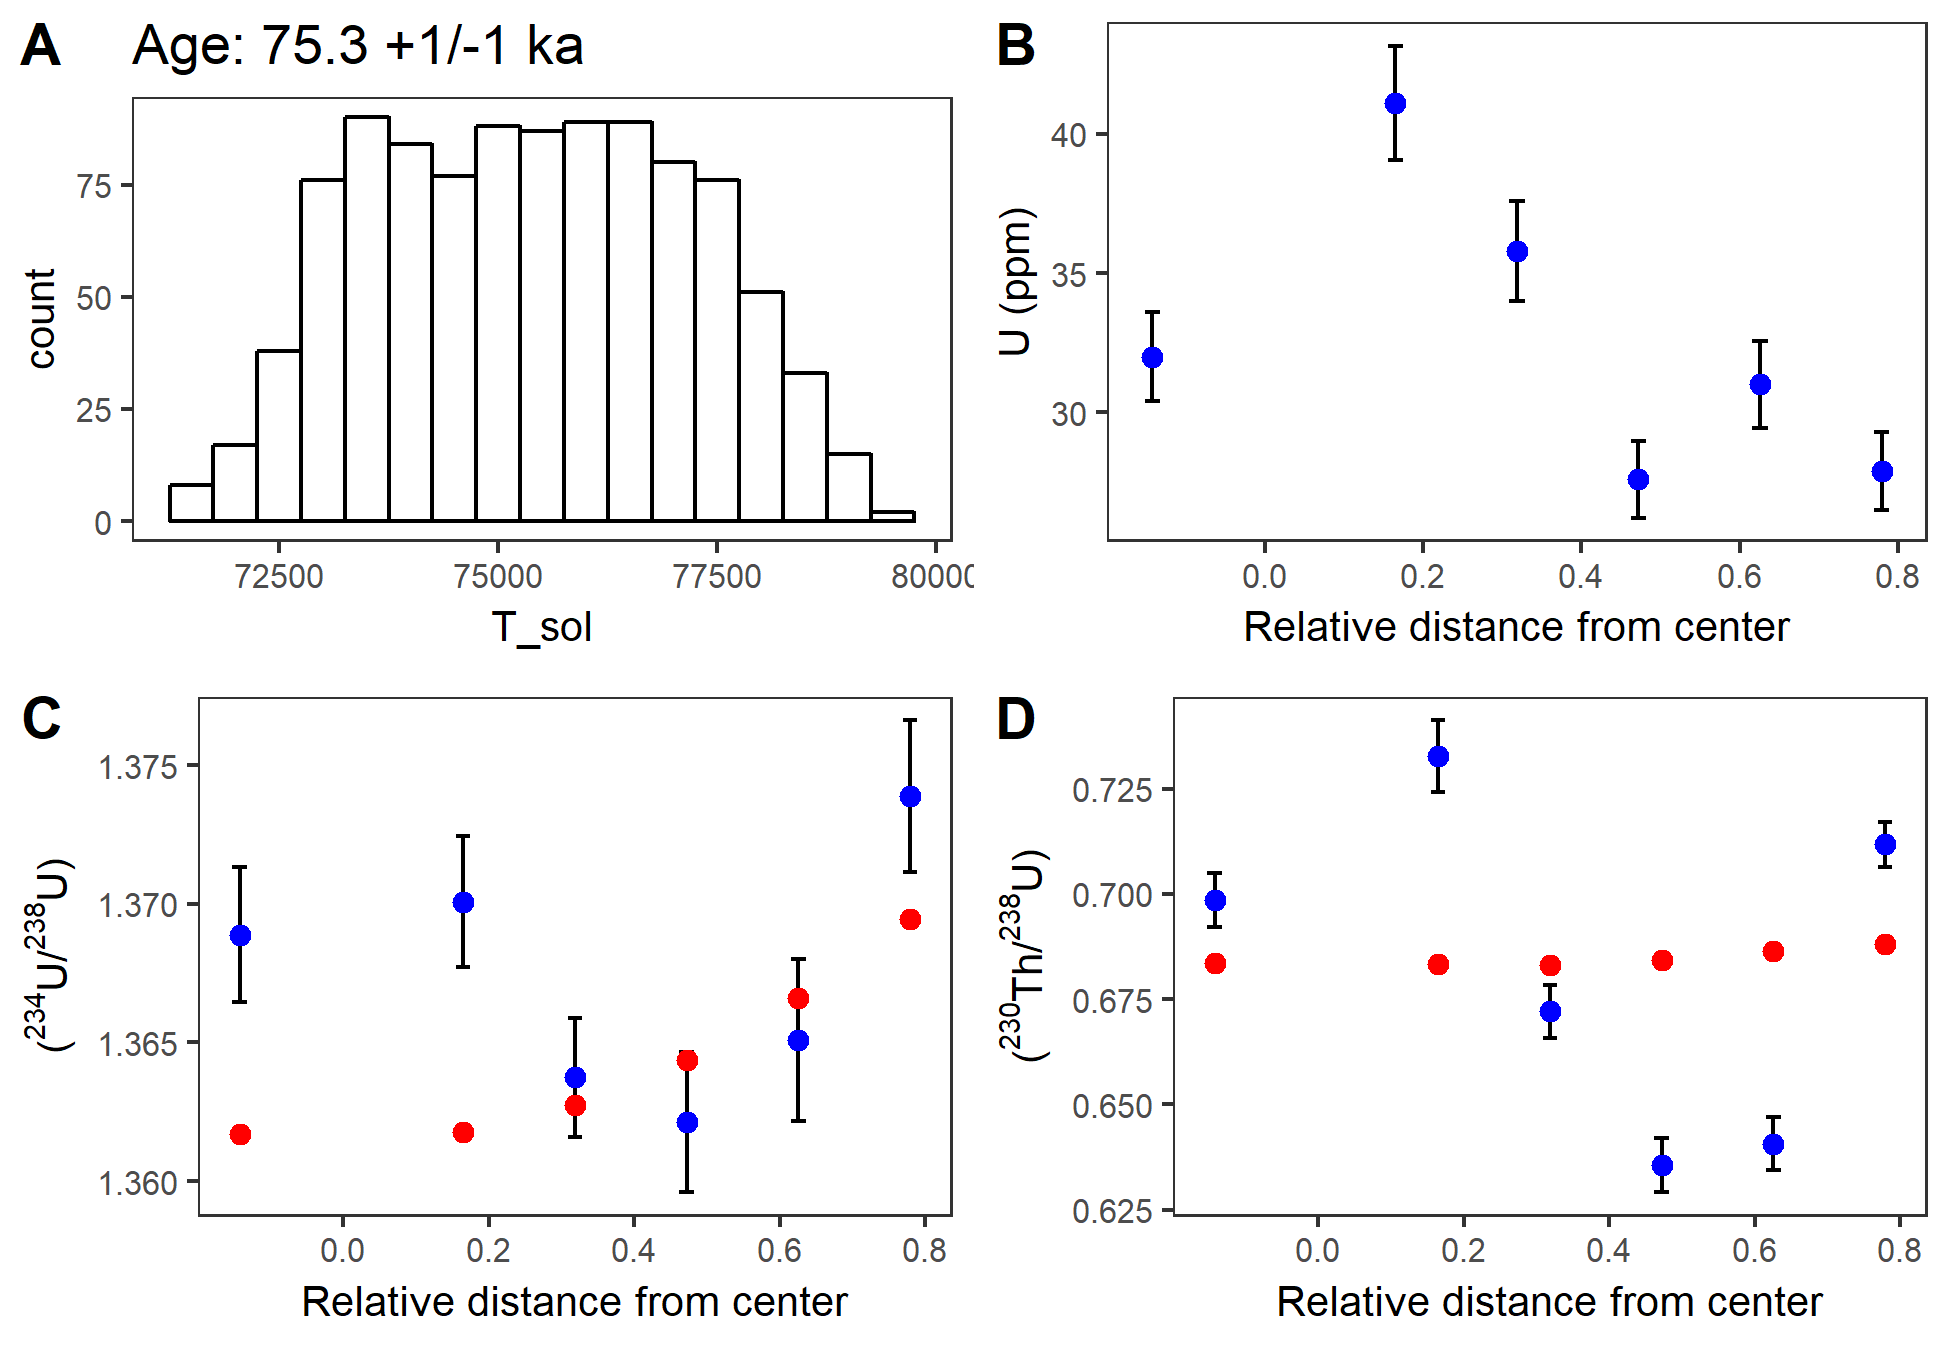 A
Age: 75.3 +1/-1 ka
count
75
50
25
0
72500 75000 77500 80000
T_sol
B
U (ppm)
40
35
30
0.0 0.2 0.4 0.6 0.8
Relative distance from center
C
(²³⁴U/²³⁸U)
1.375
1.370
1.365
1.360
0.0 0.2 0.4 0.6 0.8
Relative distance from center
D
(²³⁰Th/²³⁸U)
0.725
0.700
0.675
0.650
0.625
0.0 0.2 0.4 0.6 0.8
Relative distance from center